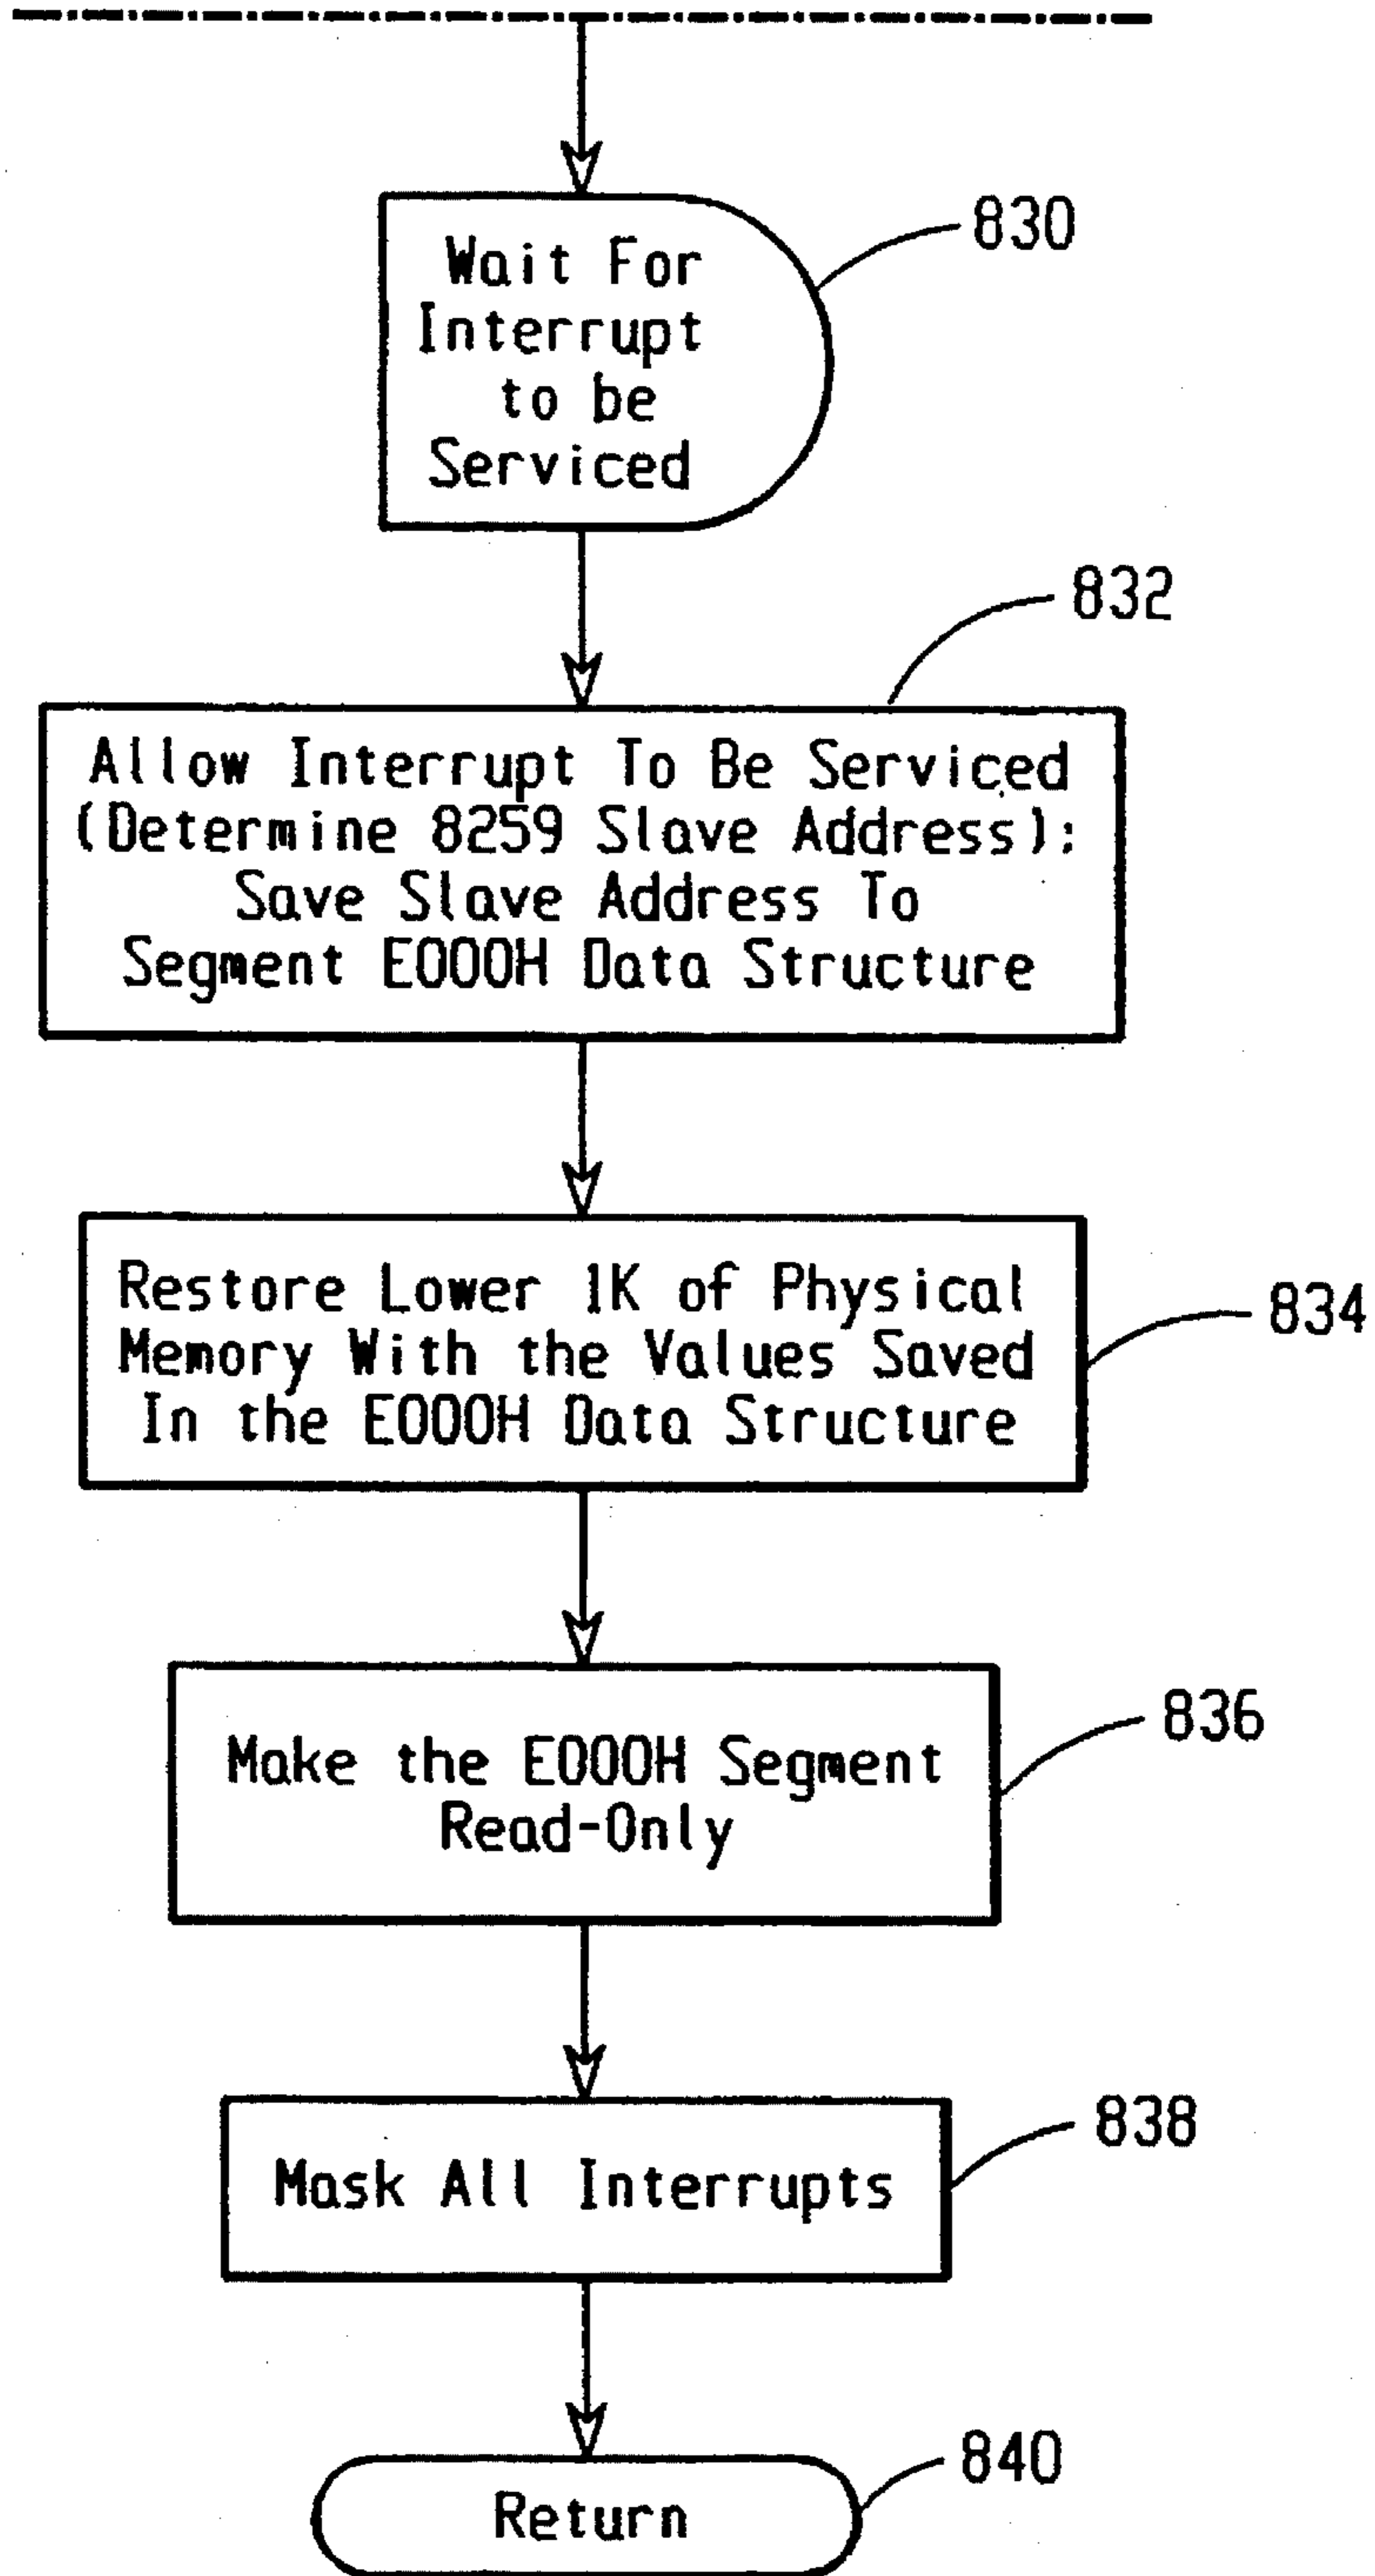 830
Wait For
Interrupt
to be
Serviced
832
Allow Interrupt To Be Serviced
(Determine 8259 Slave Address);
Save Slave Address To
Segment E000H Data Structure
Restore Lower 1K of Physical
Memory With the Values Saved
In the E000H Data Structure
834
836
Make the E000H Segment
Read-Only
838
Mask All Interrupts
840
Return